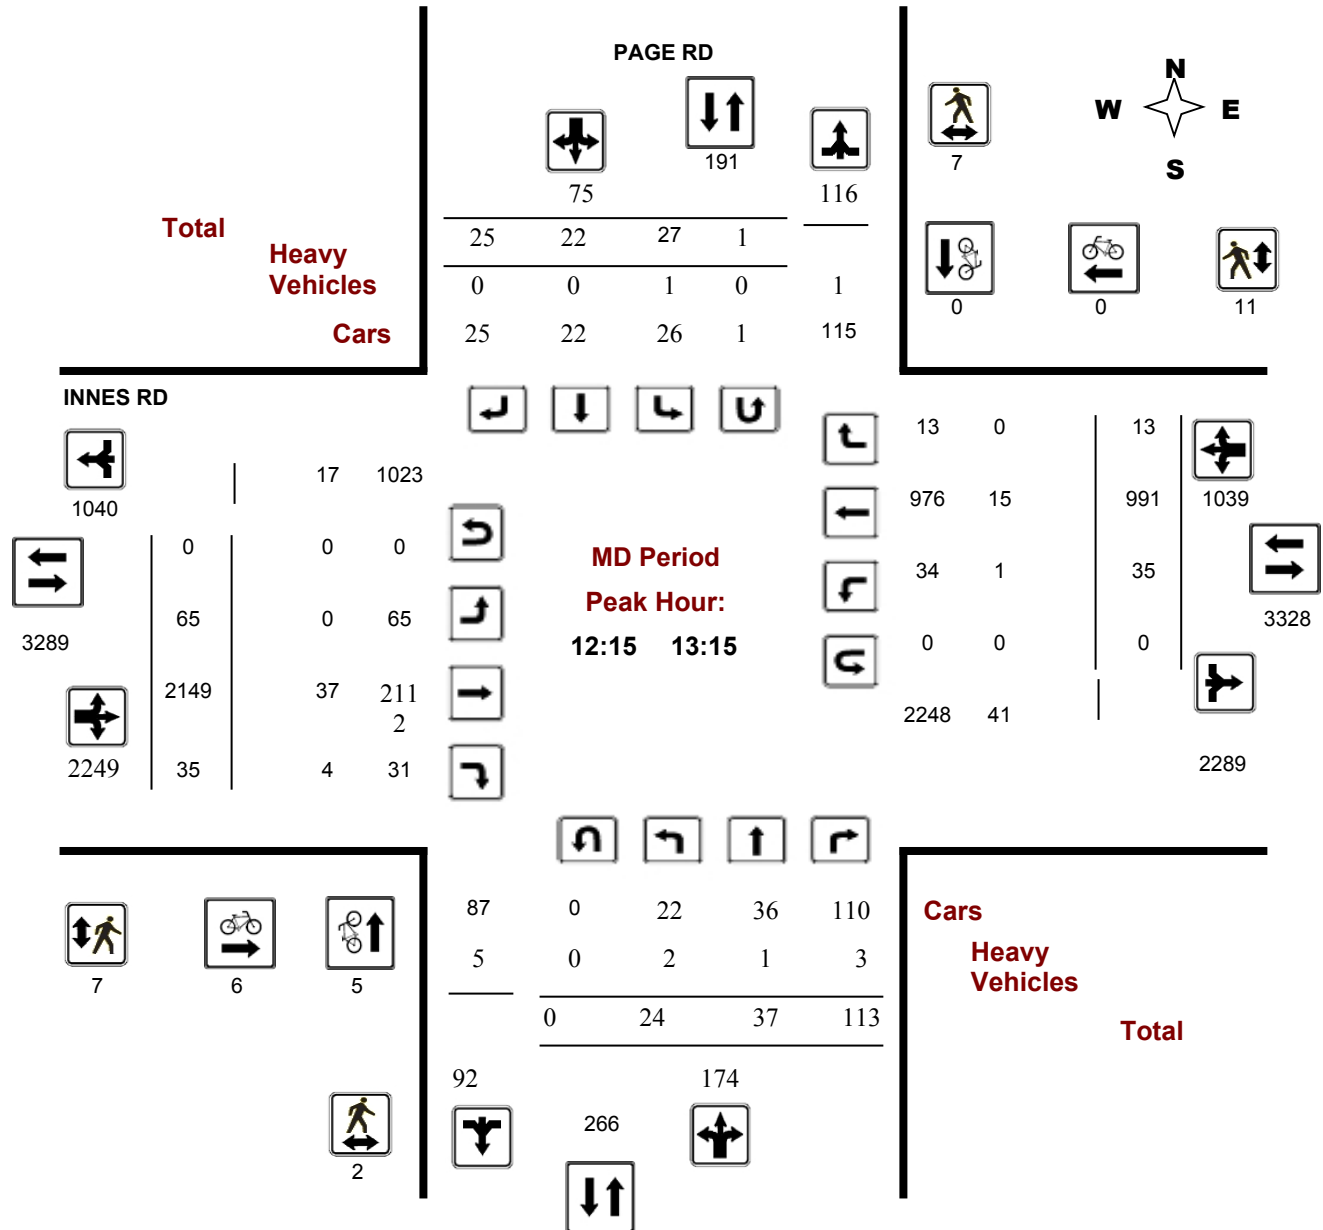 PAGE RD
N
W E
S
191
7
75 116
Total 25 22 27 1
Heavy
Vehicles 0 0 1 0 1
0 0 11
Cars 25 22 26 1 115
INNES RD
13 0 13
17 1023
1040
976 15 991 1039
0 0 0
MD Period
34 1 35
Peak Hour:
65 0 65
3328
3289
12:15 13:15
0 0 0
2149 37 211
2
2248 41
2249 35 4 31
2289
87 0 22 36 110 Cars
5 0 2 1 3 Heavy
Vehicles
7 6 5
0 24 37 113
Total
92 174
266
2